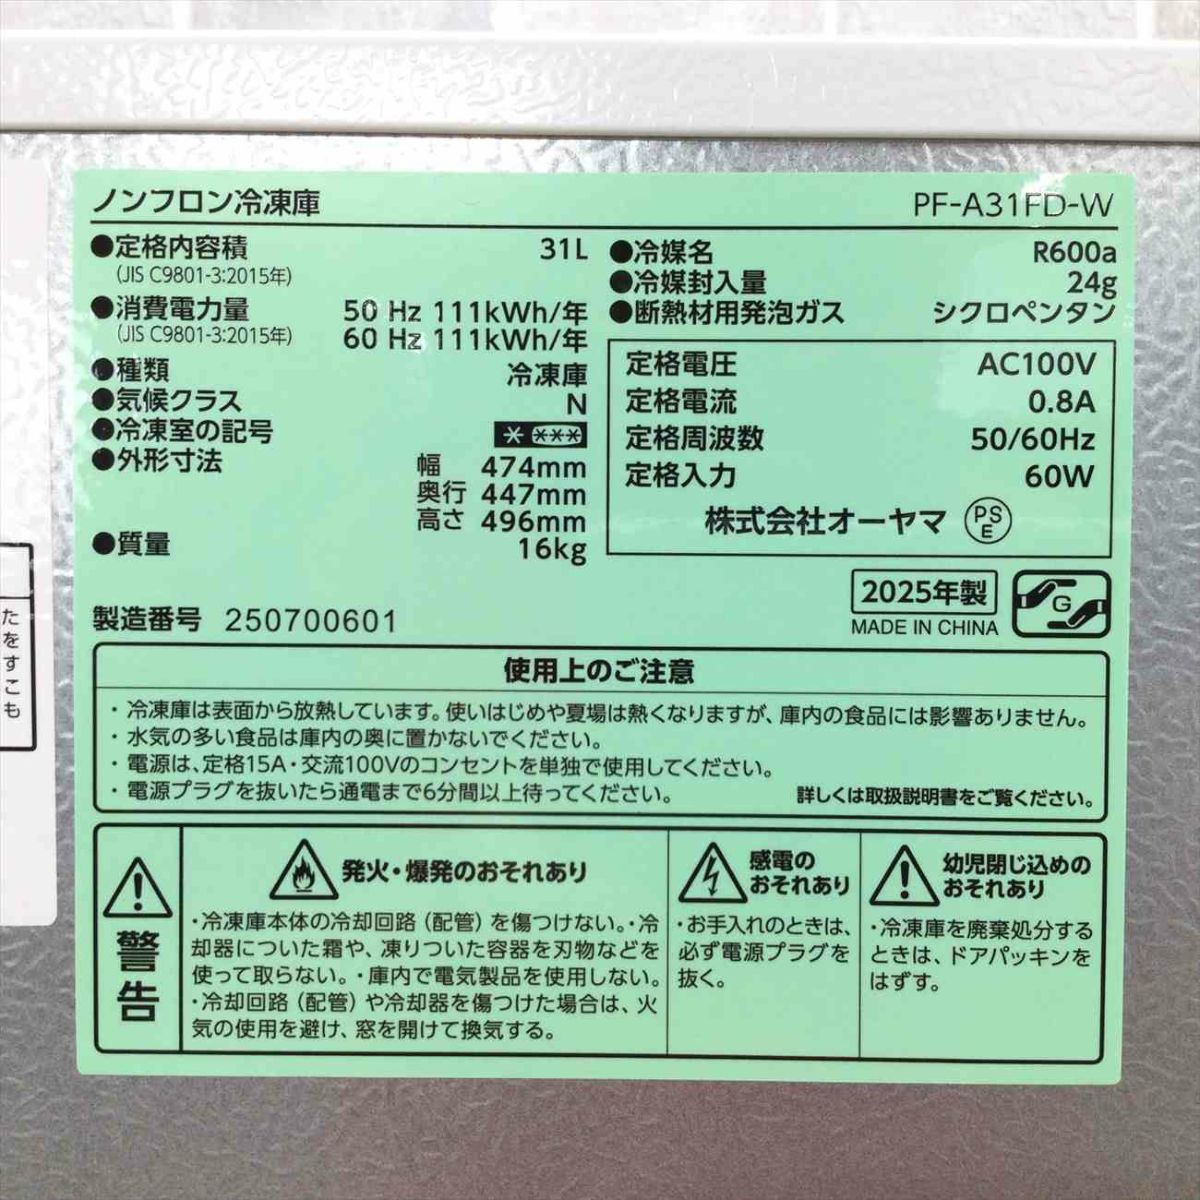 ノンフロン冷凍庫 PF-A31FD-W
●定格内容積 31L
(JIS C9801-3:2015年)
●消費電力量 50 Hz 111kWh/年
(JIS C9801-3:2015年) 60 Hz 111kWh/年
●種類 冷凍庫
●気候クラス N
●冷凍室の記号 * ***
●外形寸法 幅 474mm
奥行 447mm
高さ 496mm
●質量 16kg
●冷媒名 R600a
●冷媒封入量 24g
●断熱材用発泡ガス シクロペンタン
定格電圧 AC100V
定格電流 0.8A
定格周波数 50/60Hz
定格入力 60W
株式会社オーヤマ PSE
製造番号 250700601
2025年製
MADE IN CHINA
G
使用上のご注意
・冷凍庫は表面から放熱しています。使いはじめや夏場は熱くなりますが、庫内の食品には影響ありません。
・水気の多い食品は庫内の奥に置かないでください。
・電源は、定格15A・交流100Vのコンセントを単独で使用してください。
・電源プラグを抜いたら通電まで6分間以上待ってください。 詳しくは取扱説明書をご覧ください。
警告
発火・爆発のおそれあり
・冷凍庫本体の冷却回路（配管）を傷つけない。・冷
却器についた霜や、凍りついた容器を刃物などを
使って取らない。・庫内で電気製品を使用しない。
・冷却回路（配管）や冷却器を傷つけた場合は、火
気の使用を避け、窓を開けて換気する。
感電の
おそれあり
・お手入れのときは、
必ず電源プラグを
抜く。
幼児閉じ込めの
おそれあり
・冷凍庫を廃棄処分する
ときは、ドアパッキンを
はずす。
た
を
す
こ
も